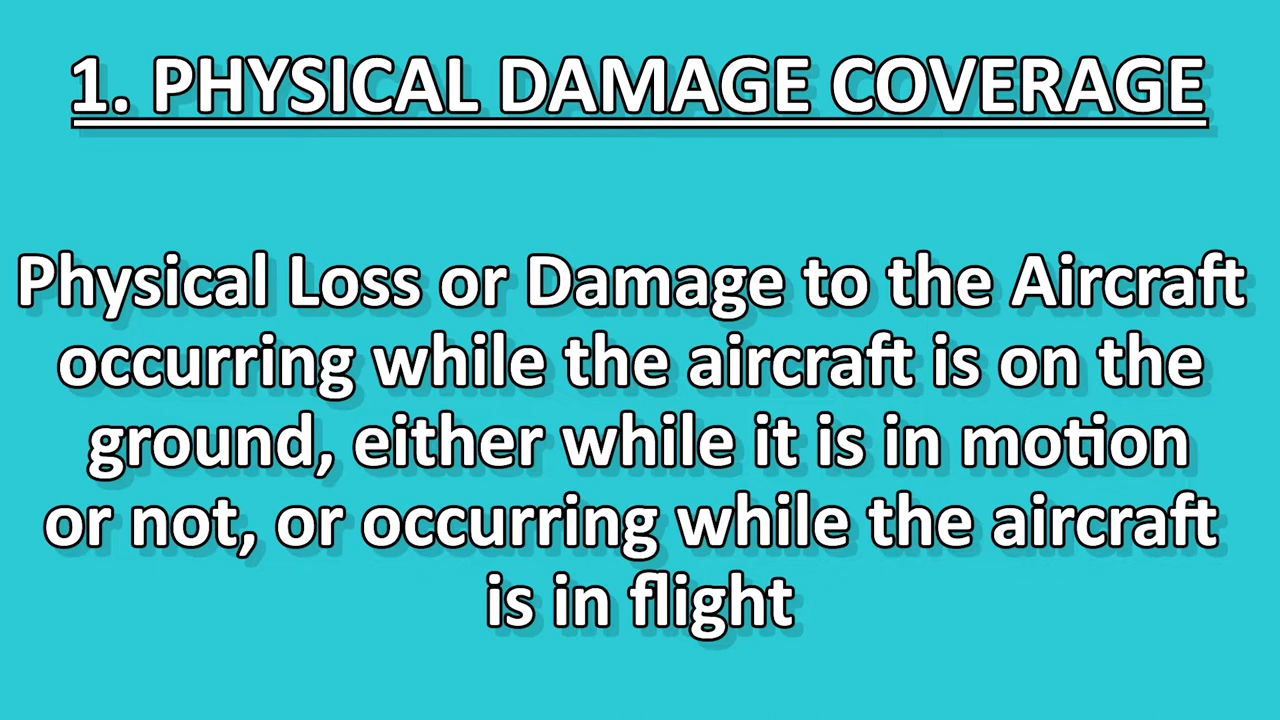 1. PHYSICAL DAMAGE COVERAGE
Physical Loss or Damage to the Aircraft
occurring while the aircraft is on the
ground, either while it is in motion
or not, or occurring while the aircraft
is in flight